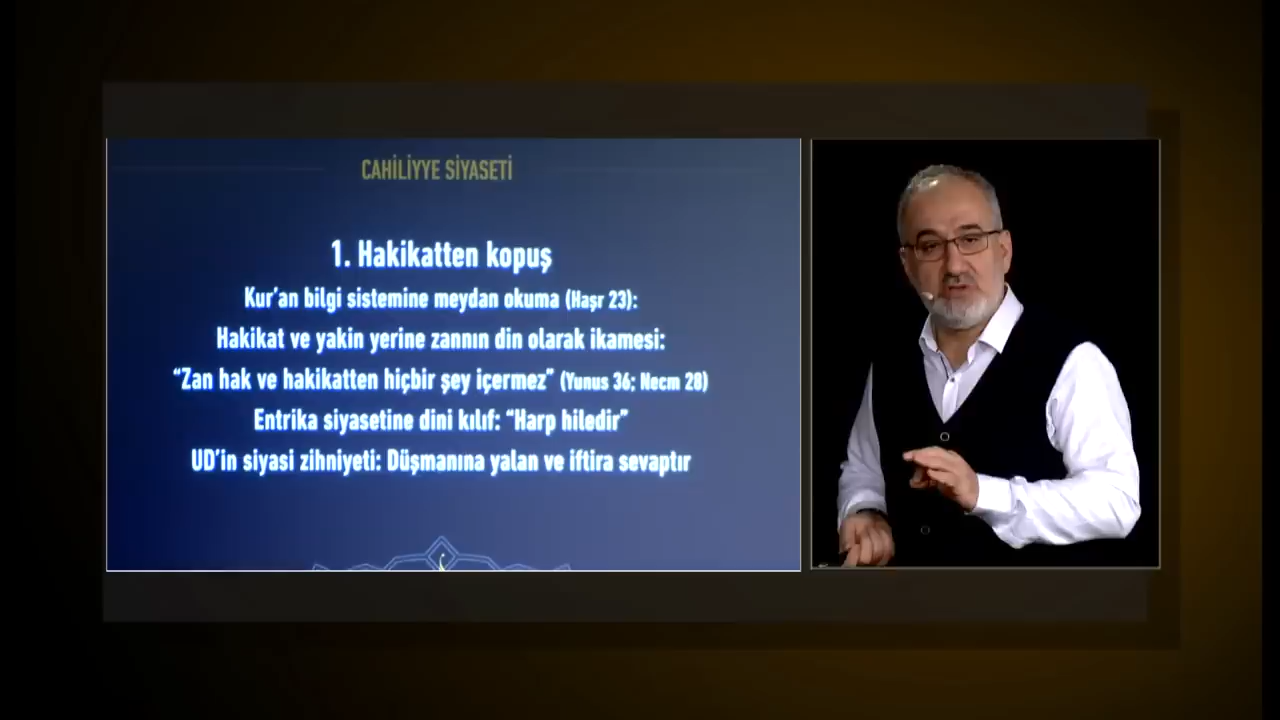 CAHİLİYYE SİYASETİ
1. Hakikatten kopuş
Kur'an bilgi sistemine meydan okuma (Haşr 23):
Hakikat ve yakin yerine zannın din olarak ikamesi:
“Zan hak ve hakikatten hiçbir şey içermez” (Yunus 36; Necm 28)
Entrika siyasetine dini kılıf: “Harp hiledir”
UD'in siyasi zihniyeti: Düşmanına yalan ve iftira sevaptır